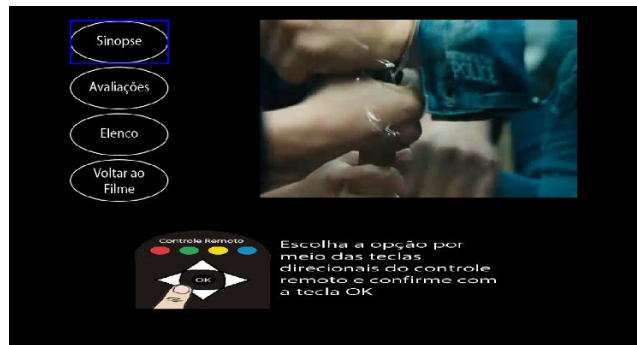 Sinopse
Avaliações
Elenco
Voltar ao
Filme
POLICE
Controle Remoto
OK
Escolha a opção por
meio das teclas
direcionais do controle
remoto e confirme com
a tecla OK